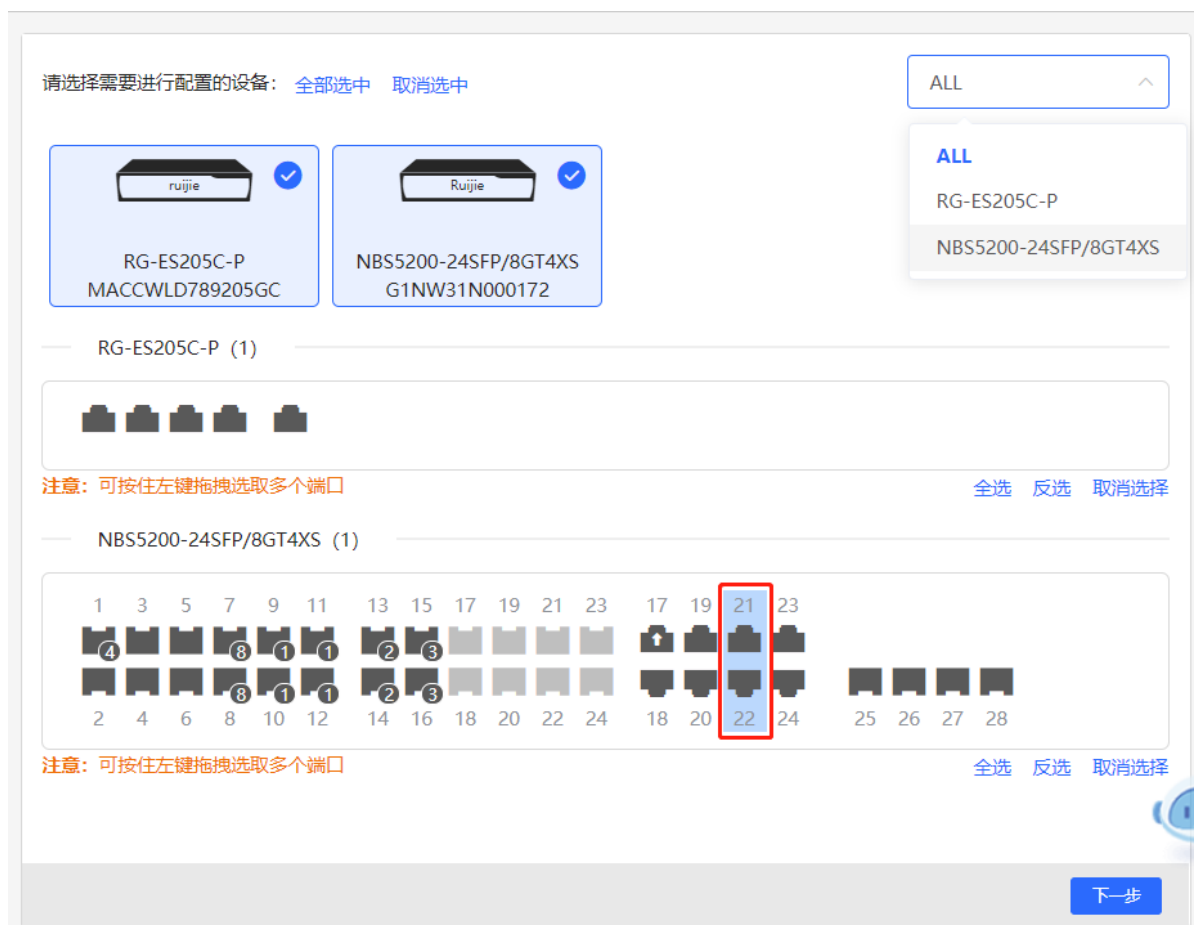 请选择需要进行配置的设备: 全部选中 取消选中 ALL
ALL
RG-ES205C-P
NBS5200-24SFP/8GT4XS
ruijie
RG-ES205C-P
MACCWLD789205GC
Ruijie
NBS5200-24SFP/8GT4XS
G1NW31N000172
RG-ES205C-P (1)
注意: 可按住左键拖拽选取多个端口 全选 反选 取消选择
NBS5200-24SFP/8GT4XS (1)
1 3 5 7 9 11 13 15 17 19 21 23 17 19 21 23
4 8 1 1 2 3
8 1 1 2 3
2 4 6 8 10 12 14 16 18 20 22 24 18 20 22 24 25 26 27 28
注意: 可按住左键拖拽选取多个端口 全选 反选 取消选择
下一步